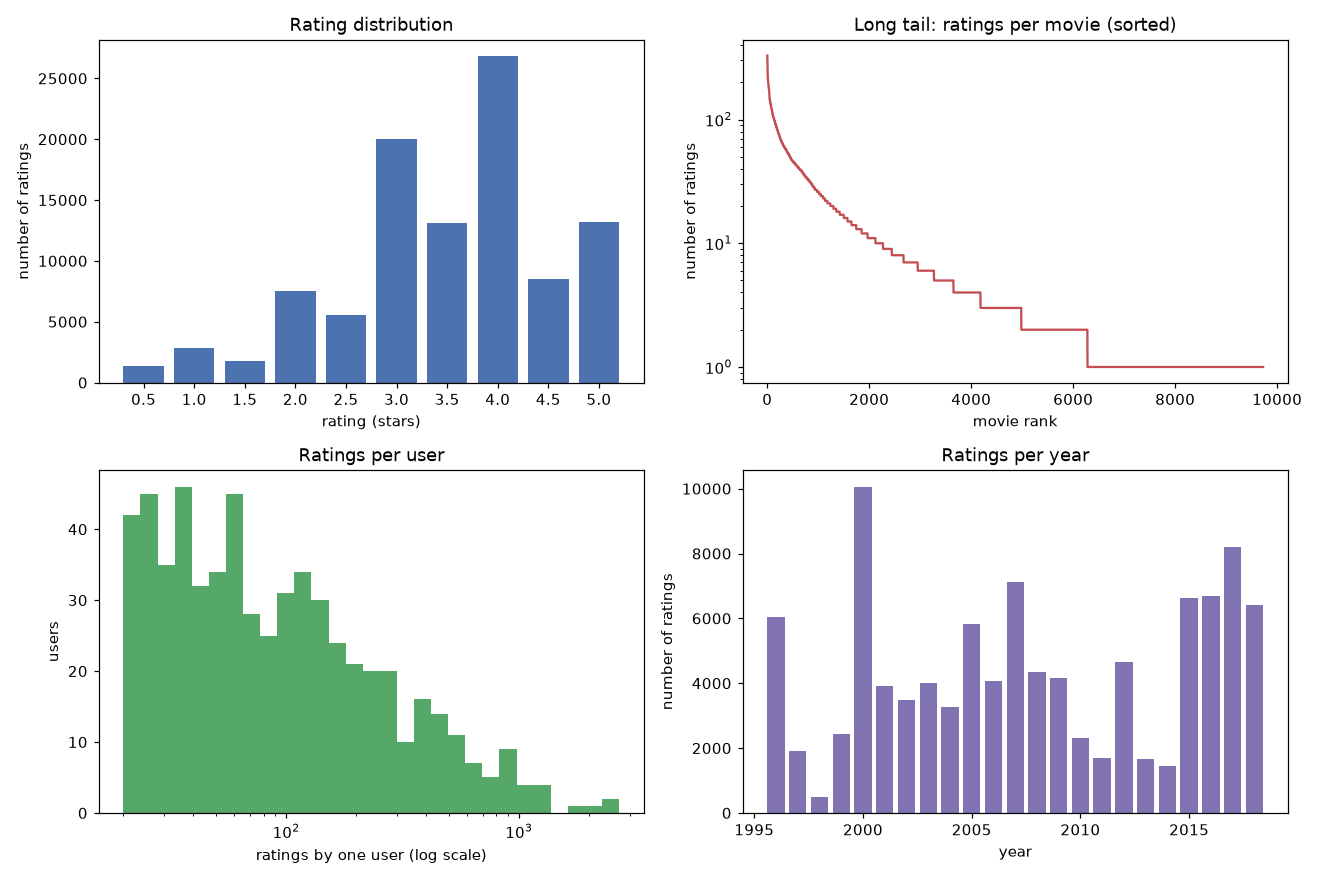 Rating distribution
number of ratings
25000
20000
15000
10000
5000
0
0.5 1.0 1.5 2.0 2.5 3.0 3.5 4.0 4.5 5.0
rating (stars)
Long tail: ratings per movie (sorted)
number of ratings
10²
10¹
10⁰
0 2000 4000 6000 8000 10000
movie rank
Ratings per user
users
40
30
20
10
0
10² 10³
ratings by one user (log scale)
Ratings per year
number of ratings
10000
8000
6000
4000
2000
0
1995 2000 2005 2010 2015
year